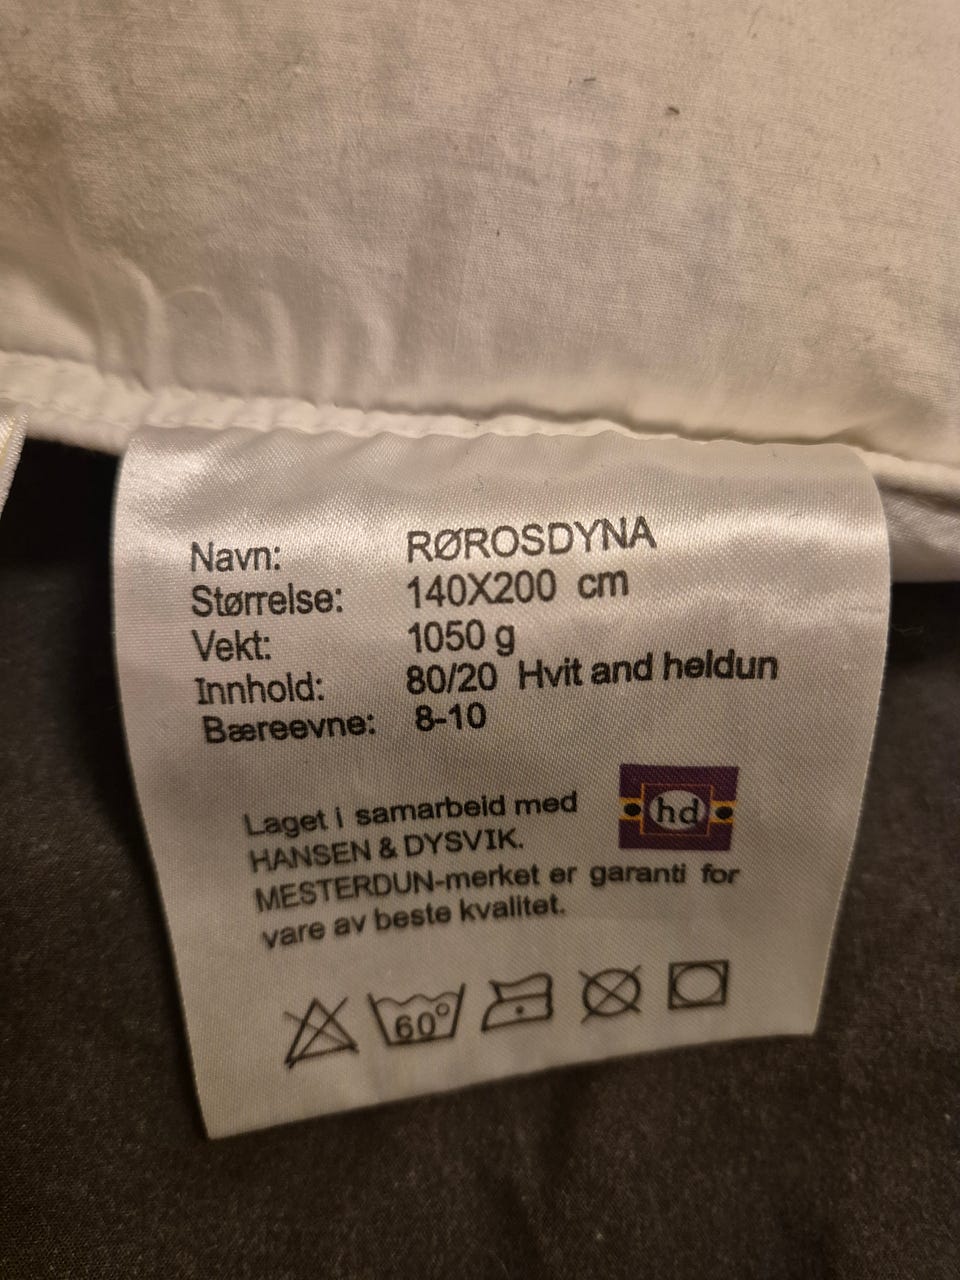 Navn: RØROSDYNA
Størrelse: 140X200 cm
Vekt: 1050 g
Innhold: 80/20 Hvit and heldun
Bæreevne: 8-10
Laget i samarbeid med
HANSEN & DYSVIK.
hd
MESTERDUN-merket er garanti for
vare av beste kvalitet.
60°